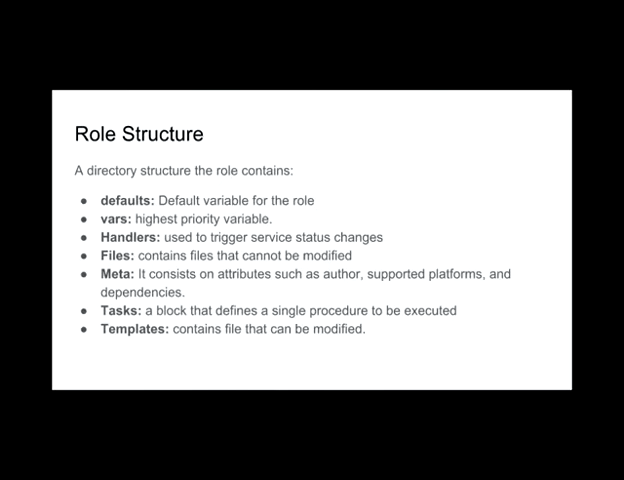 Role Structure
A directory structure the role contains:
● defaults: Default variable for the role
● vars: highest priority variable.
● Handlers: used to trigger service status changes
● Files: contains files that cannot be modified
● Meta: It consists on attributes such as author, supported platforms, and
dependencies.
● Tasks: a block that defines a single procedure to be executed
● Templates: contains file that can be modified.